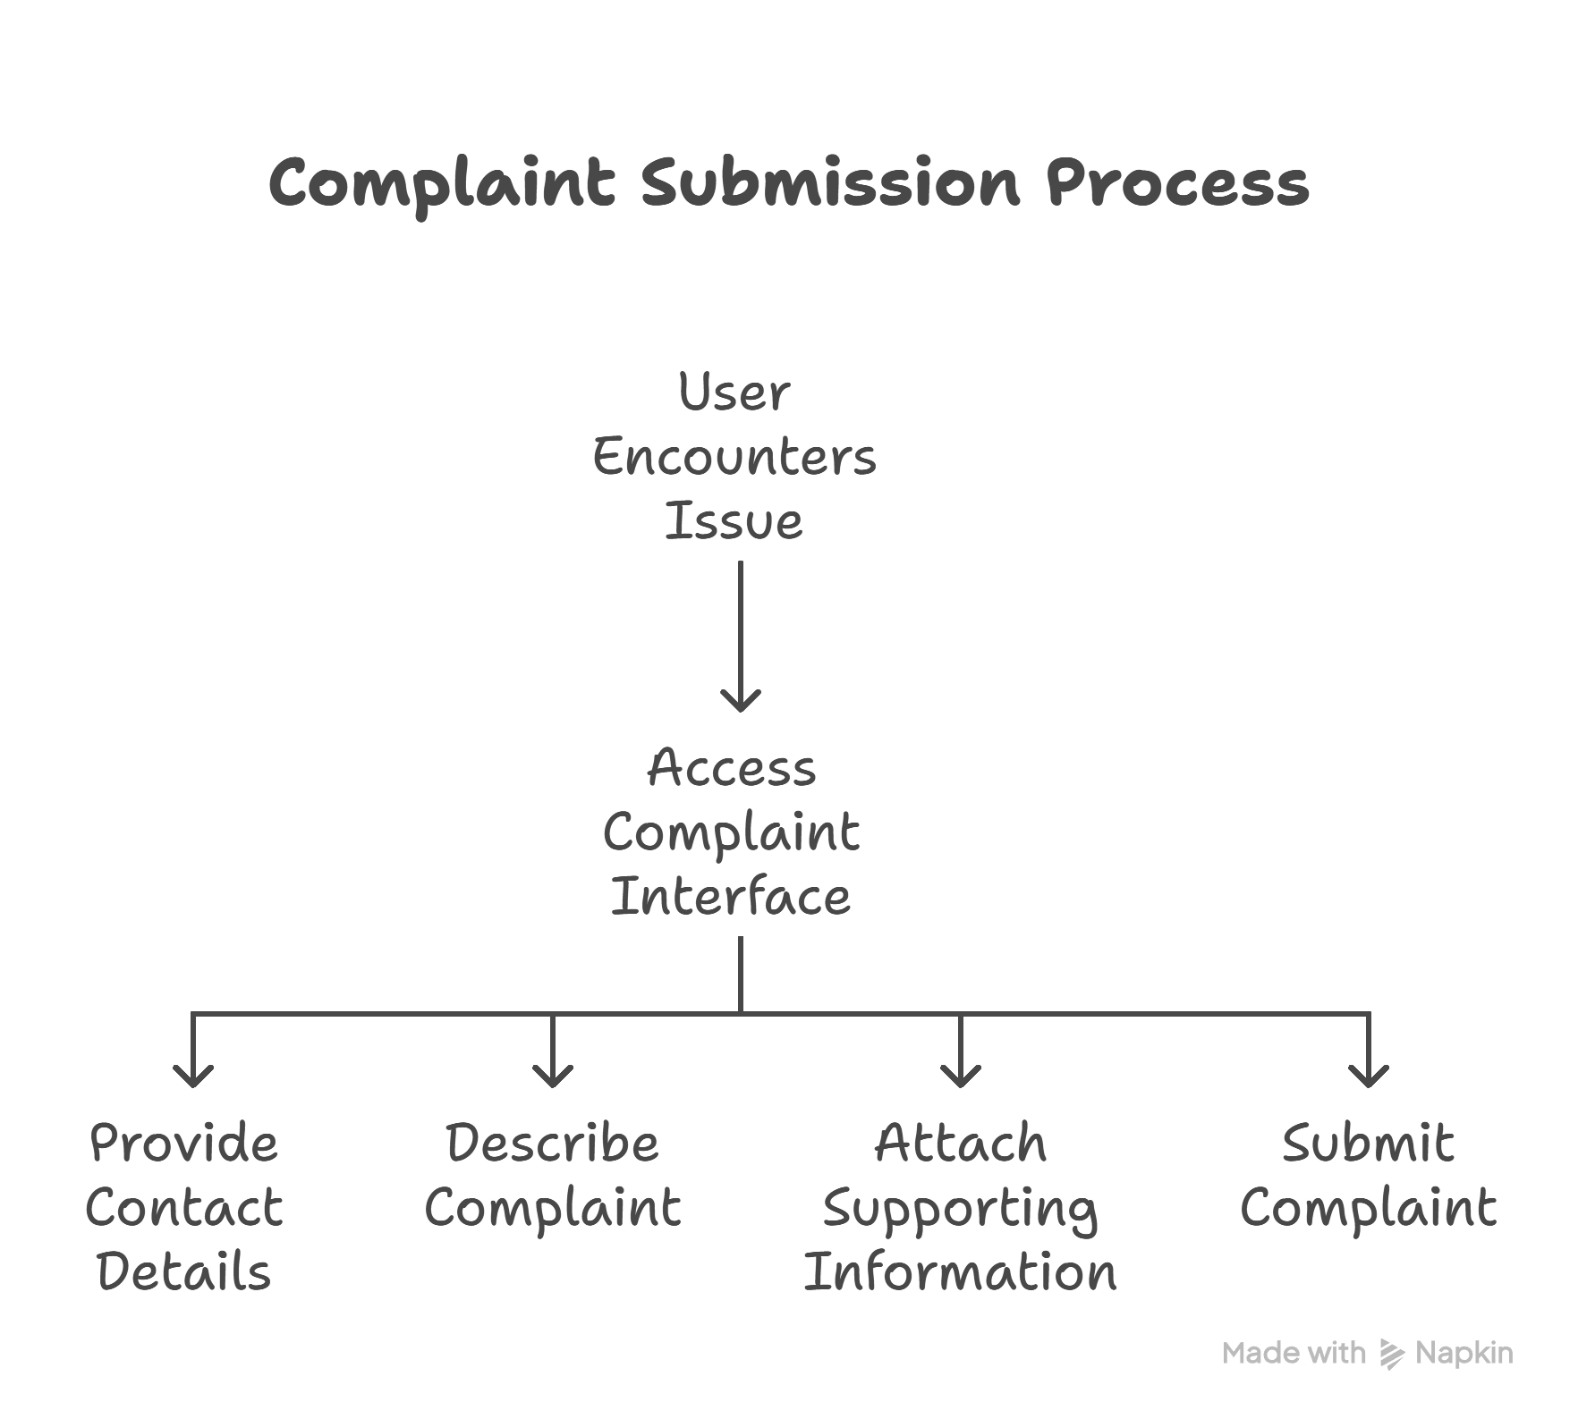 Complaint Submission Process
User
Encounters
Issue
Access
Complaint
Interface
Provide
Contact
Details
Describe
Complaint
Attach
Supporting
Information
Submit
Complaint
Made with Napkin